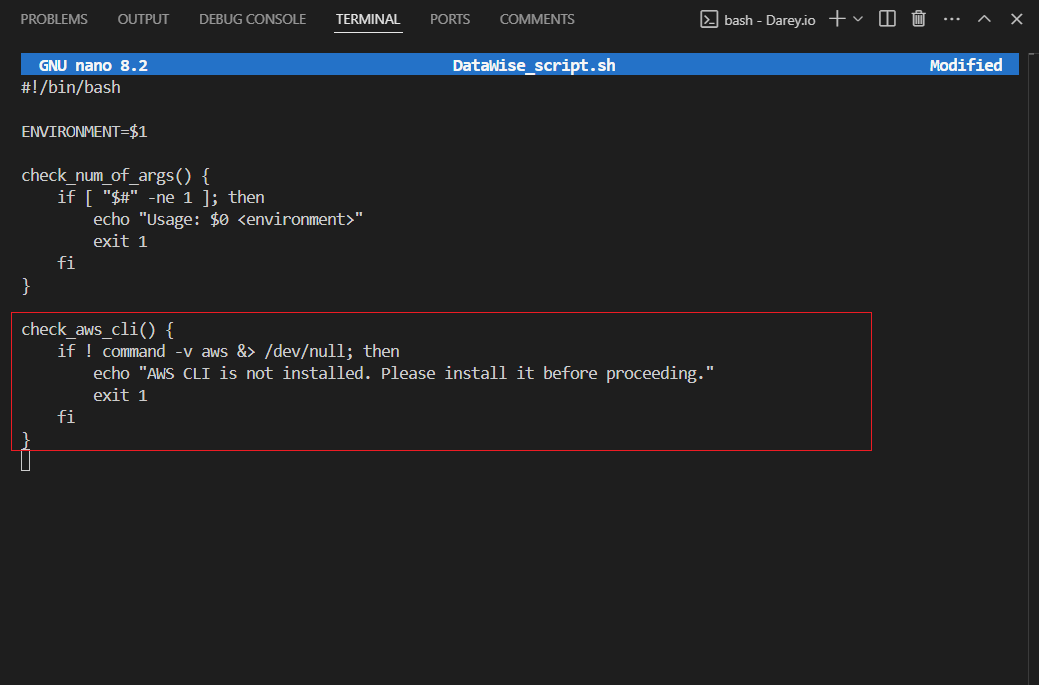 PROBLEMS OUTPUT DEBUG CONSOLE TERMINAL PORTS COMMENTS bash - Darey.io
GNU nano 8.2 DataWise_script.sh Modified
#!/bin/bash

ENVIRONMENT=$1

check_num_of_args() {
    if [ "$#" -ne 1 ]; then
        echo "Usage: $0 <environment>"
        exit 1
    fi
}

check_aws_cli() {
    if ! command -v aws &> /dev/null; then
        echo "AWS CLI is not installed. Please install it before proceeding."
        exit 1
    fi
}